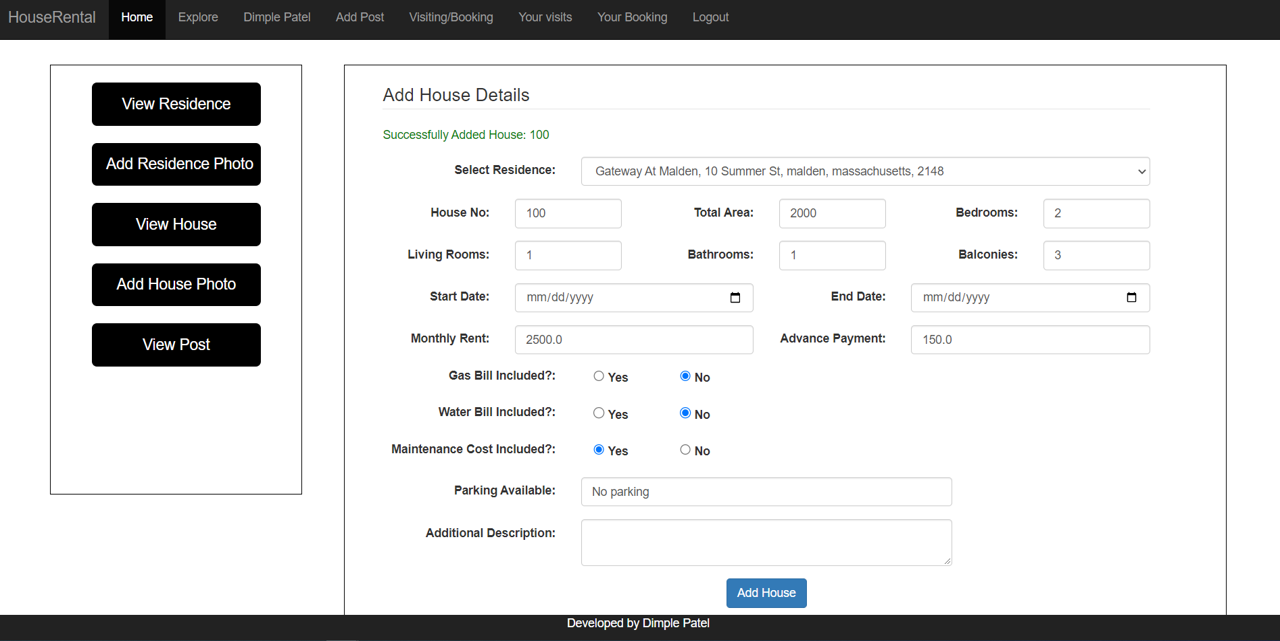 HouseRental Home Explore Dimple Patel Add Post Visiting/Booking Your visits Your Booking Logout
View Residence
Add Residence Photo
View House
Add House Photo
View Post
Add House Details
Successfully Added House: 100
Select Residence: Gateway At Malden, 10 Summer St, malden, massachusetts, 2148
House No: 100 Total Area: 2000 Bedrooms: 2
Living Rooms: 1 Bathrooms: 1 Balconies: 3
Start Date: mm/dd/yyyy End Date: mm/dd/yyyy
Monthly Rent: 2500.0 Advance Payment: 150.0
Gas Bill Included?: Yes No
Water Bill Included?: Yes No
Maintenance Cost Included?: Yes No
Parking Available: No parking
Additional Description:
Add House
Developed by Dimple Patel